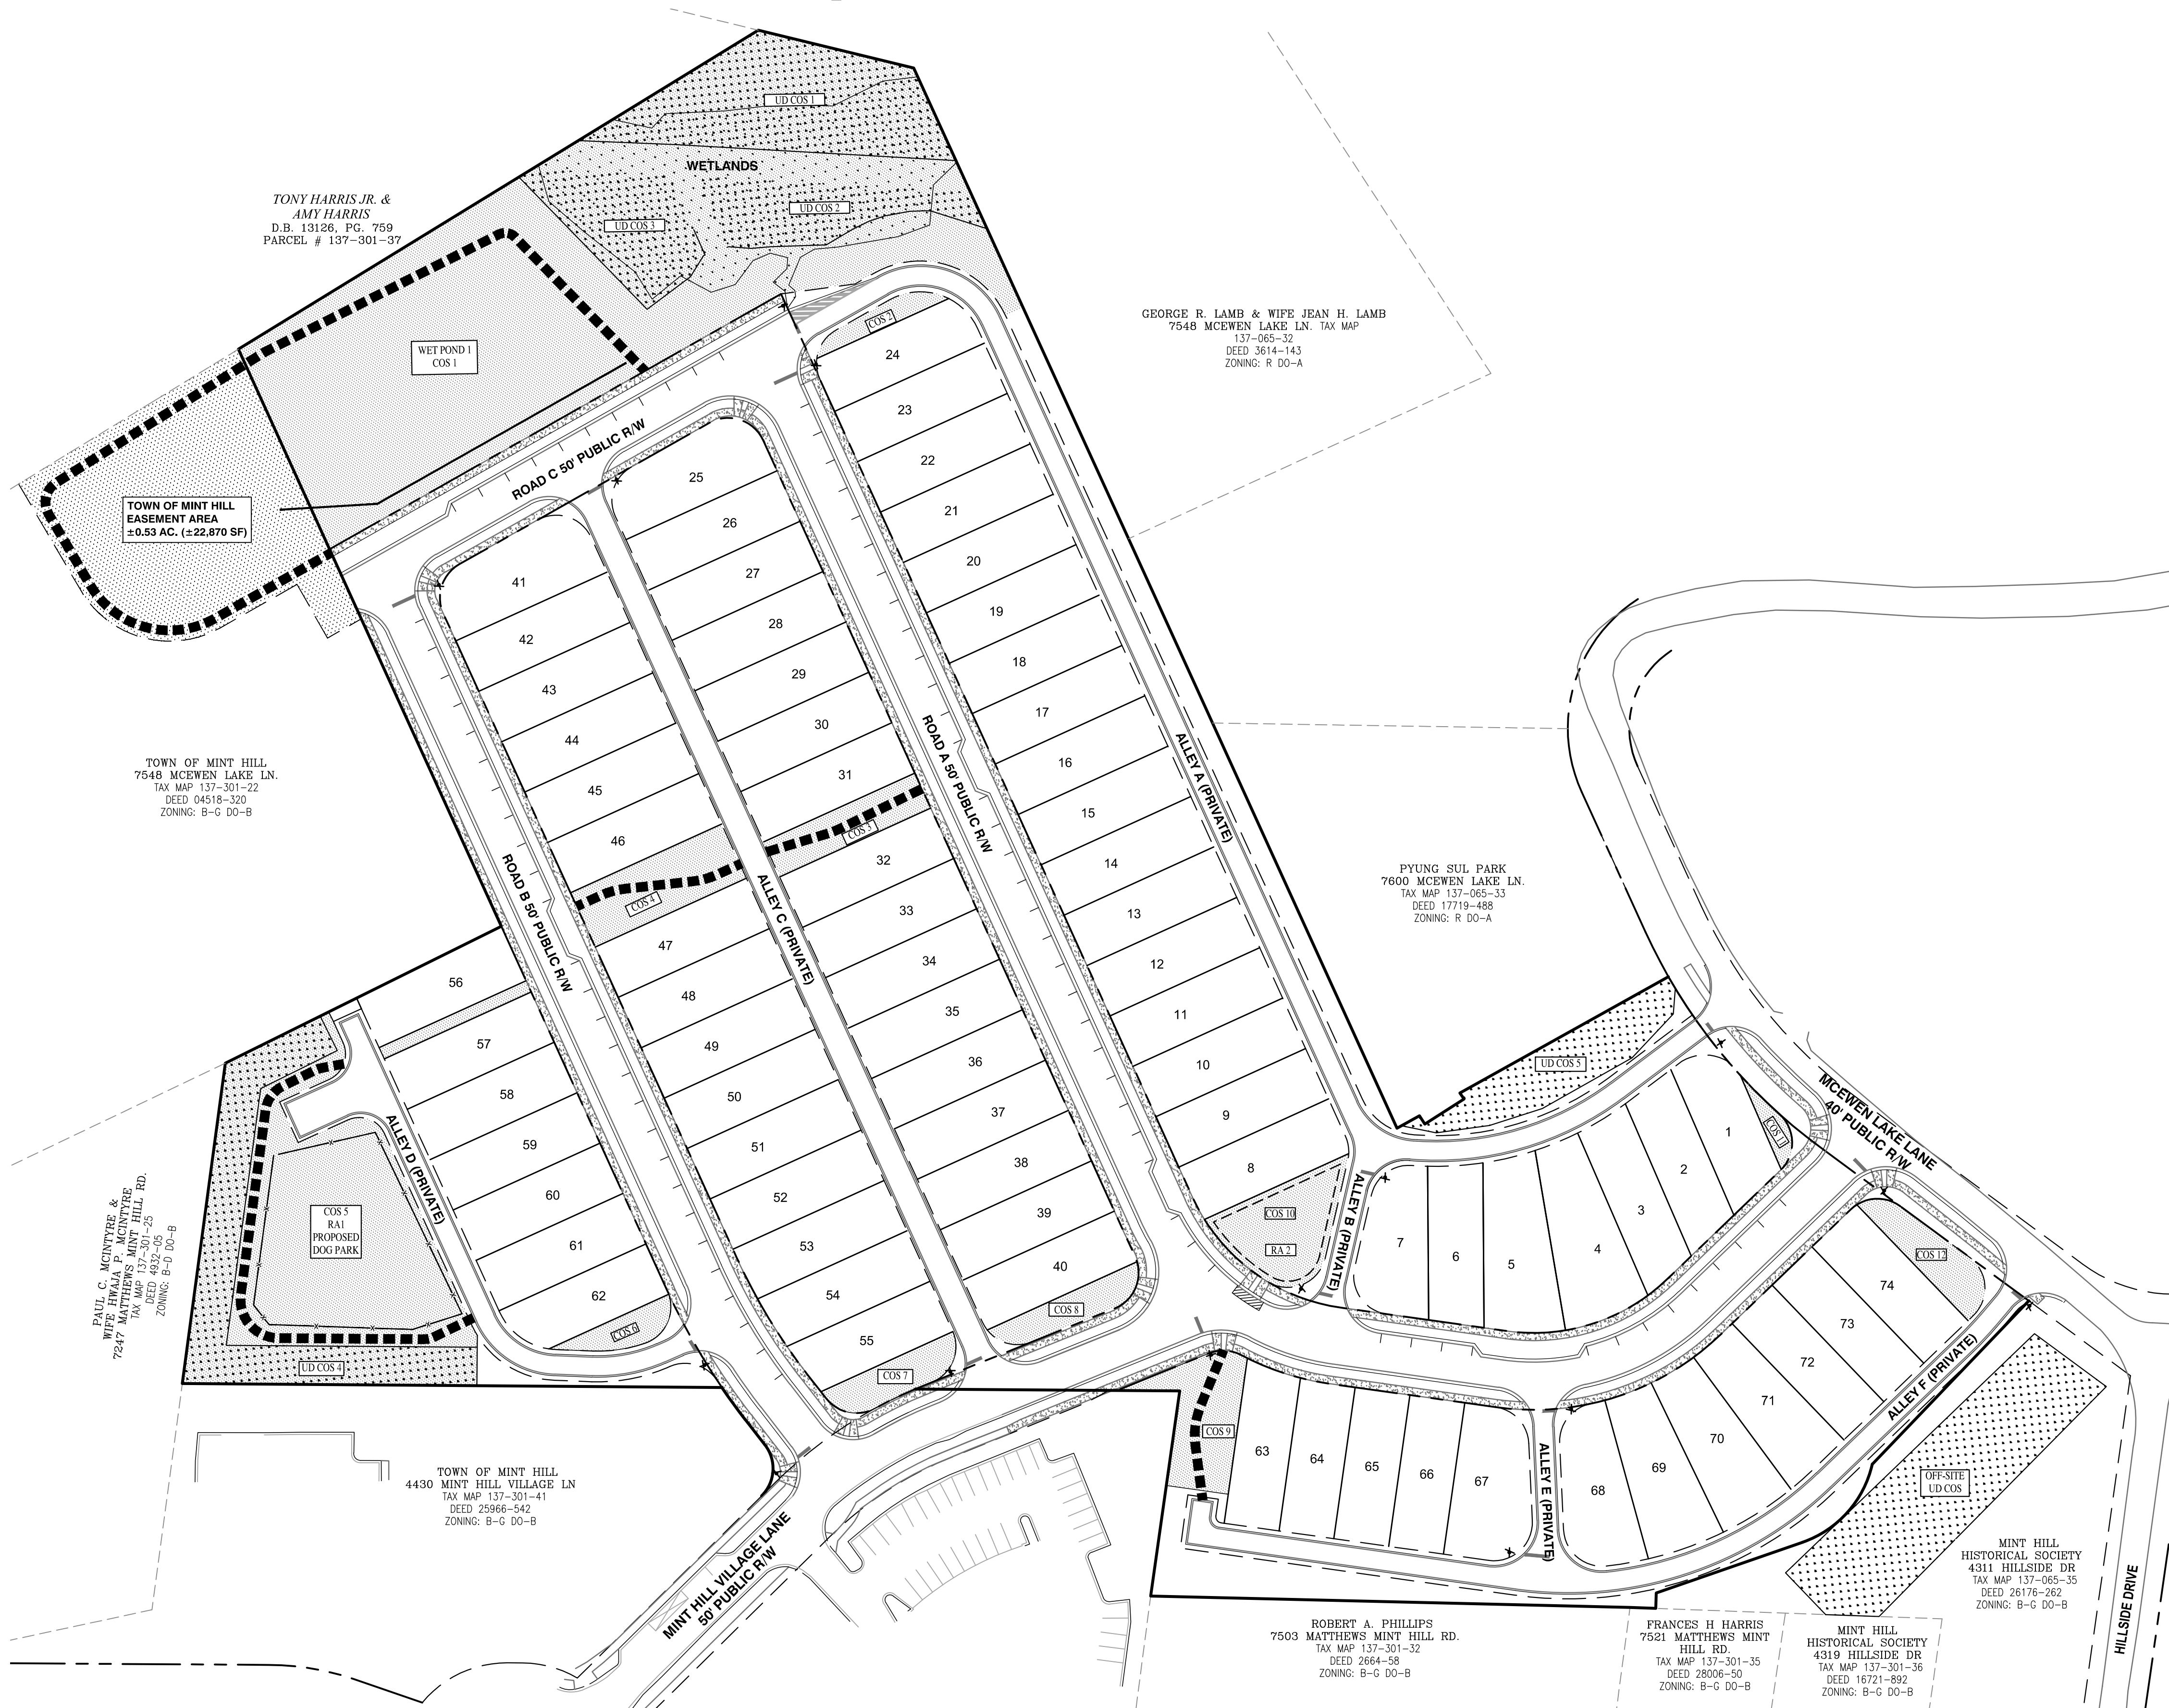 UD COS 1
WETLANDS
UD COS 2
UD COS 3
TONY HARRIS JR. &
AMY HARRIS
D.B. 13126, PG. 759
PARCEL # 137-301-37
WET POND 1
COS 1
TOWN OF MINT HILL
EASEMENT AREA
±0.53 AC. (±22,870 SF)
GEORGE R. LAMB & WIFE JEAN H. LAMB
7548 MCEWEN LAKE LN. TAX MAP
137-065-32
DEED 3614-143
ZONING: R DO-A
ROAD C 50' PUBLIC R/W
COS 2
24
23
22
21
20
19
18
17
16
15
14
13
12
11
10
9
8
COS 10
RA 2
ALLEY A (PRIVATE)
ROAD A 50' PUBLIC R/W
25
26
27
28
29
30
31
COS 3
32
33
34
35
36
37
38
39
40
COS 8
ALLEY C (PRIVATE)
41
42
43
44
45
46
COS 4
47
48
49
50
51
52
53
54
55
COS 7
ROAD B 50' PUBLIC R/W
TOWN OF MINT HILL
7548 MCEWEN LAKE LN.
TAX MAP 137-301-22
DEED 04518-320
ZONING: B-G DO-B
56
57
58
59
60
61
62
COS 6
ALLEY D (PRIVATE)
COS 5
RA1
PROPOSED
DOG PARK
UD COS 4
PAUL C. MCINTYRE &
WIFE HWAJA P. MCINTYRE
7247 MATTHEWS MINT HILL RD.
TAX MAP 137-301-25
DEED 4932-05
ZONING: B-D DO-B
TOWN OF MINT HILL
4430 MINT HILL VILLAGE LN
TAX MAP 137-301-41
DEED 25966-542
ZONING: B-G DO-B
MINT HILL VILLAGE LANE
50' PUBLIC R/W
PYUNG SUL PARK
7600 MCEWEN LAKE LN.
TAX MAP 137-065-33
DEED 17719-488
ZONING: R DO-A
UD COS 5
MCEWEN LAKE LANE
40' PUBLIC R/W
ALLEY B (PRIVATE)
7
6
5
4
3
2
1
COS 9
63
64
65
66
67
ALLEY E (PRIVATE)
68
69
70
71
72
73
74
COS 12
ALLEY F (PRIVATE)
OFF-SITE
UD COS
MINT HILL
HISTORICAL SOCIETY
4311 HILLSIDE DR
TAX MAP 137-065-35
DEED 26176-262
ZONING: B-G DO-B
HILLSIDE DRIVE
ROBERT A. PHILLIPS
7503 MATTHEWS MINT HILL RD.
TAX MAP 137-301-32
DEED 2664-58
ZONING: B-G DO-B
FRANCES H HARRIS
7521 MATTHEWS MINT
HILL RD.
TAX MAP 137-301-35
DEED 28006-50
ZONING: B-G DO-B
MINT HILL
HISTORICAL SOCIETY
4319 HILLSIDE DR
TAX MAP 137-301-36
DEED 16721-892
ZONING: B-G DO-B